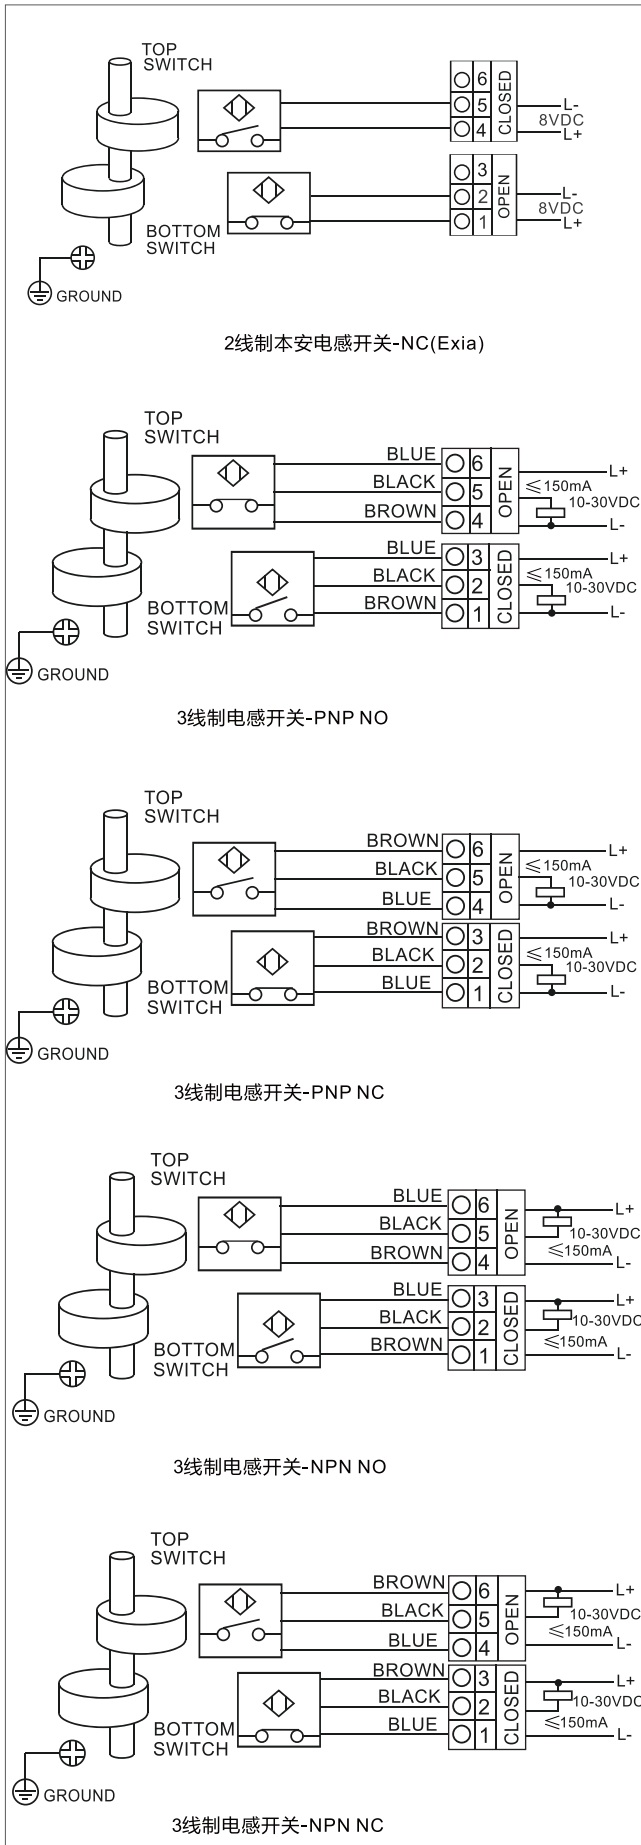 TOP
SWITCH
6
5
4
CLOSED
L-
8VDC
L+
3
2
1
OPEN
L-
8VDC
L+
BOTTOM
SWITCH
GROUND
2线制本安电感开关-NC(Exia)
TOP
SWITCH
BLUE 6
BLACK 5
BROWN 4
OPEN
L+
≤150mA
10-30VDC
L-
BLUE 3
BLACK 2
BROWN 1
CLOSED
L+
≤150mA
10-30VDC
L-
BOTTOM
SWITCH
GROUND
3线制电感开关-PNP NO
TOP
SWITCH
BROWN 6
BLACK 5
BLUE 4
OPEN
L+
≤150mA
10-30VDC
L-
BROWN 3
BLACK 2
BLUE 1
CLOSED
L+
≤150mA
10-30VDC
L-
BOTTOM
SWITCH
GROUND
3线制电感开关-PNP NC
TOP
SWITCH
BLUE 6
BLACK 5
BROWN 4
OPEN
L+
10-30VDC
≤150mA
L-
BLUE 3
BLACK 2
BROWN 1
CLOSED
L+
10-30VDC
≤150mA
L-
BOTTOM
SWITCH
GROUND
3线制电感开关-NPN NO
TOP
SWITCH
BROWN 6
BLACK 5
BLUE 4
OPEN
L+
10-30VDC
≤150mA
L-
BROWN 3
BLACK 2
BLUE 1
CLOSED
L+
10-30VDC
≤150mA
L-
BOTTOM
SWITCH
GROUND
3线制电感开关-NPN NC